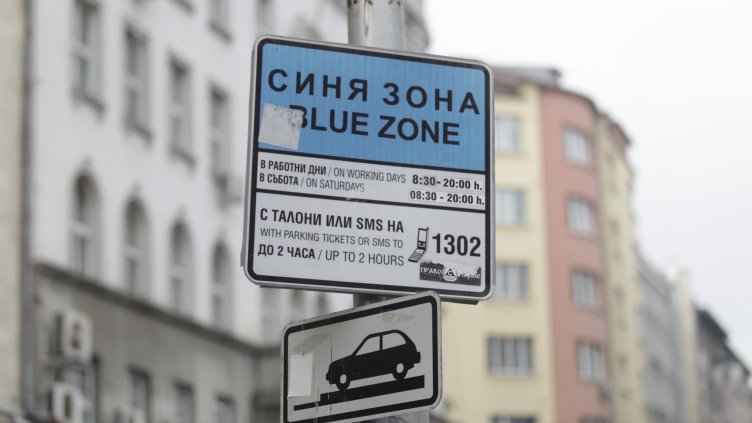 СИНЯ ЗОНА
BLUE ZONE
В РАБОТНИ ДНИ / ON WORKING DAYS 8:30 - 20:00 h.
В СЪБОТА / ON SATURDAYS 08:30 - 20:00 h.
С ТАЛОНИ ИЛИ SMS НА
WITH PARKING TICKETS OR SMS TO 1302
ДО 2 ЧАСА / UP TO 2 HOURS
ПРАВО